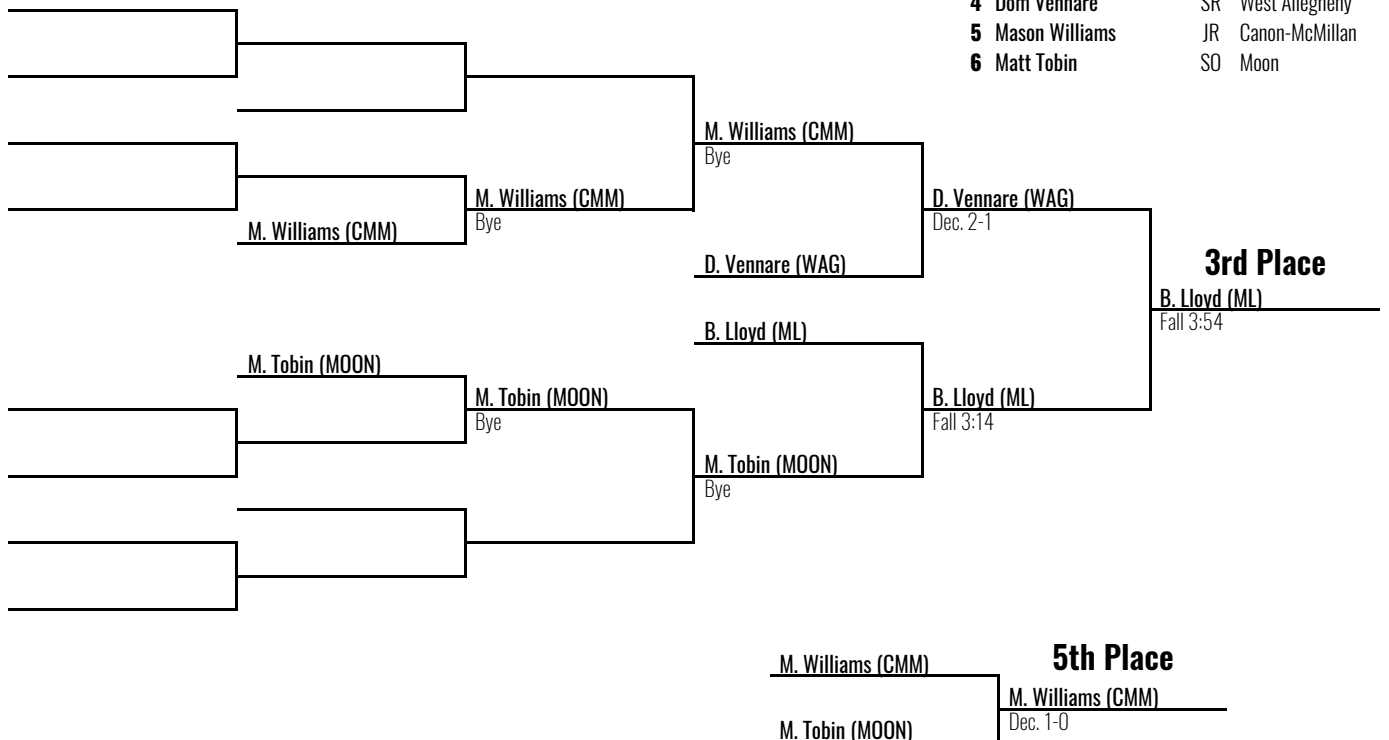 4 Dom Vennare SR West Allegheny
5 Mason Williams JR Canon-McMillan
6 Matt Tobin SO Moon
M. Williams (CMM)
Bye
M. Williams (CMM)
Bye
M. Williams (CMM)
D. Vennare (WAG)
Dec. 2-1
D. Vennare (WAG)
3rd Place
B. Lloyd (ML)
Fall 3:54
B. Lloyd (ML)
M. Tobin (MOON)
M. Tobin (MOON)
Bye
B. Lloyd (ML)
Fall 3:14
M. Tobin (MOON)
Bye
5th Place
M. Williams (CMM)
M. Williams (CMM)
Dec. 1-0
M. Tobin (MOON)